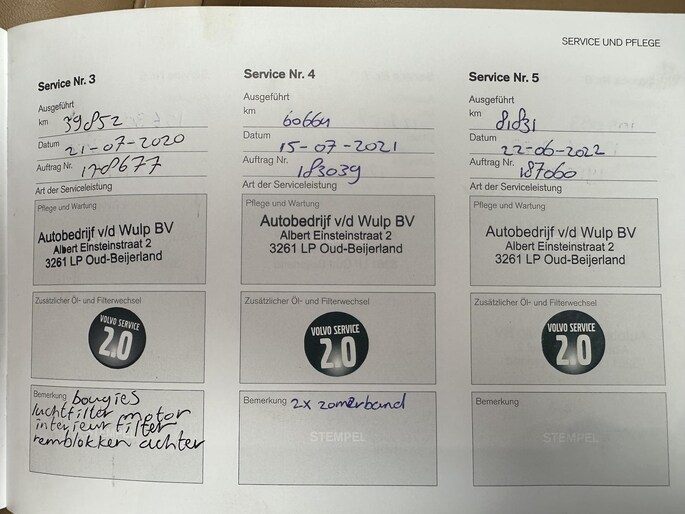 SERVICE UND PFLEGE
Service Nr. 3
Ausgeführt
km 39852
Datum 21-07-2020
Auftrag Nr. 178677
Art der Serviceleistung
Pflege und Wartung
Autobedrijf v/d Wulp BV
Albert Einsteinstraat 2
3261 LP Oud-Beijerland
Zusätzlicher Öl- und Filterwechsel
VOLVO SERVICE
2.0
Bemerkung bougies
luchtfilter motor
interieur filter
remblokken achter
Service Nr. 4
Ausgeführt
km 60664
Datum 15-07-2021
Auftrag Nr. 183039
Art der Serviceleistung
Pflege und Wartung
Autobedrijf v/d Wulp BV
Albert Einsteinstraat 2
3261 LP Oud-Beijerland
Zusätzlicher Öl- und Filterwechsel
VOLVO SERVICE
2.0
Bemerkung 2x zomerband
STEMPEL
Service Nr. 5
Ausgeführt
km 81831
Datum 22-06-2022
Auftrag Nr. 187060
Art der Serviceleistung
Pflege und Wartung
Autobedrijf v/d Wulp BV
Albert Einsteinstraat 2
3261 LP Oud-Beijerland
Zusätzlicher Öl- und Filterwechsel
VOLVO SERVICE
2.0
Bemerkung
STEMPEL